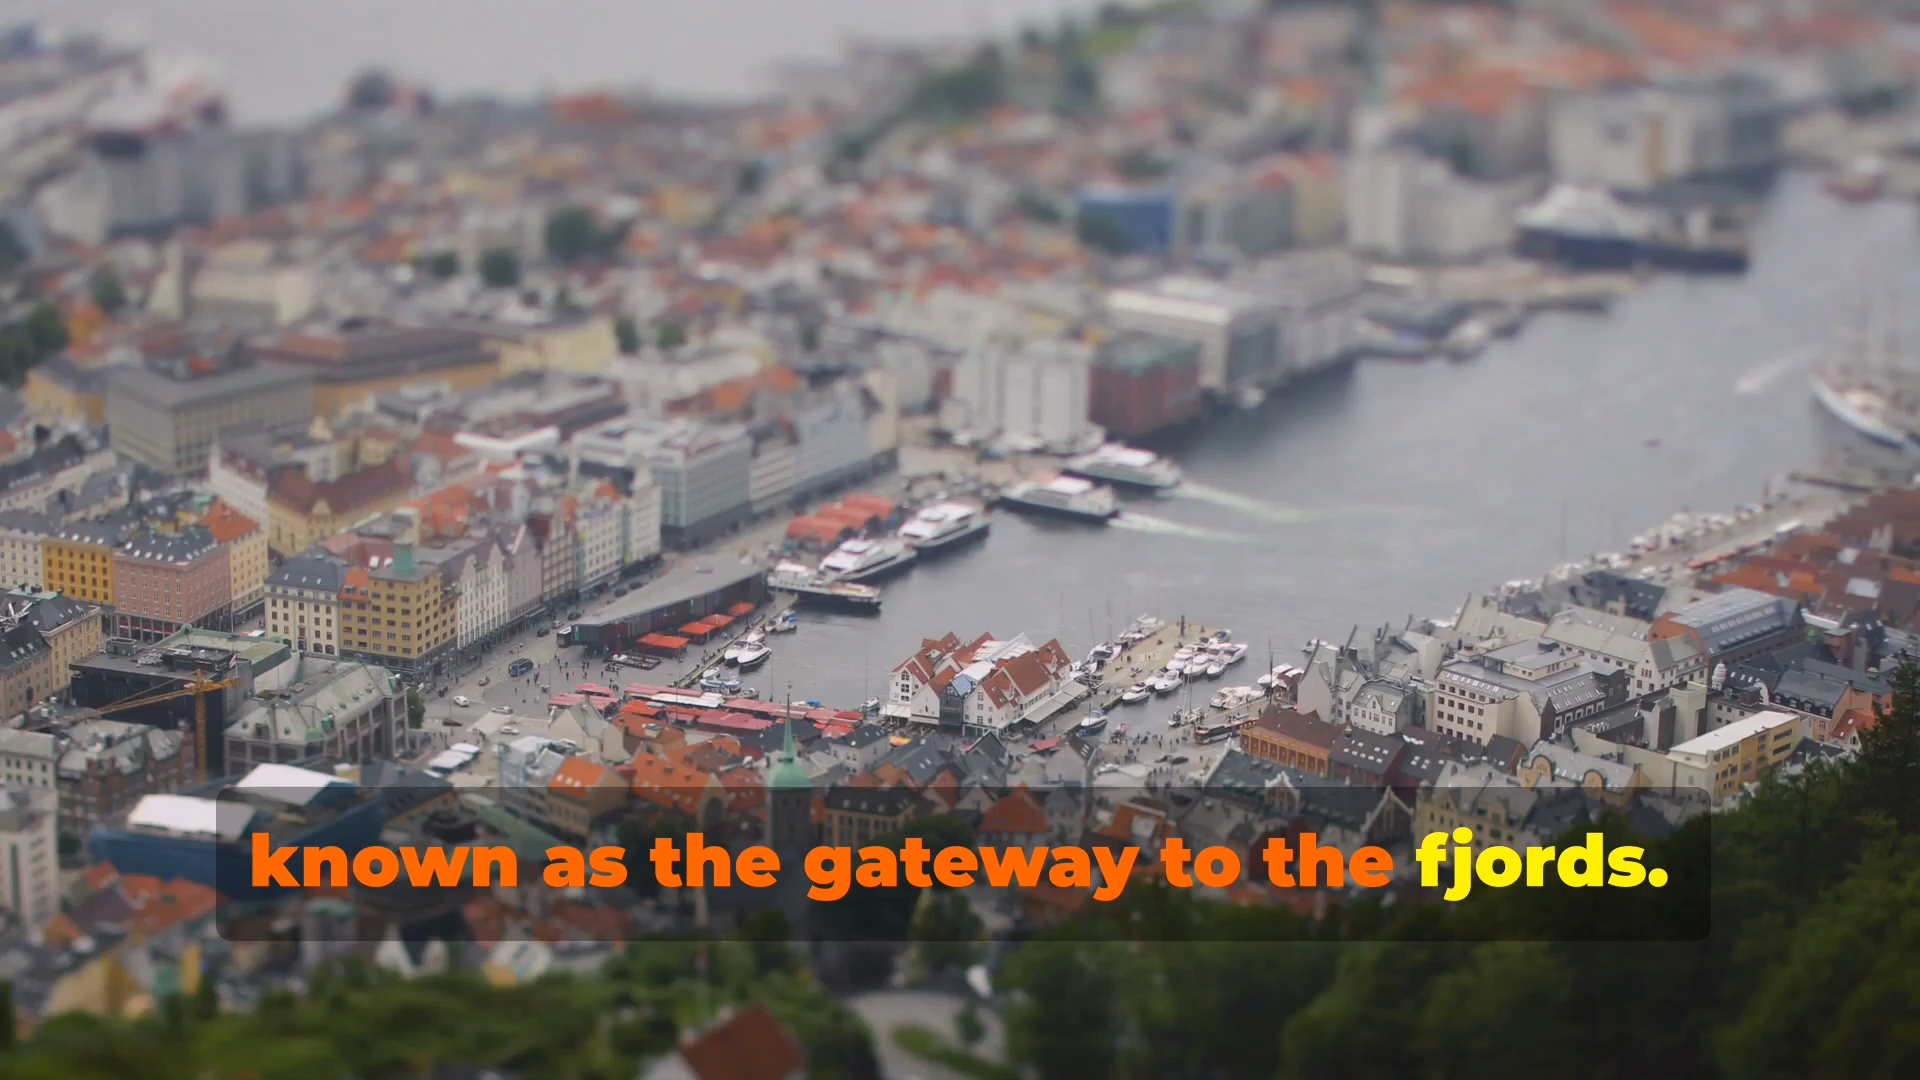 known as the gateway to the fjords.